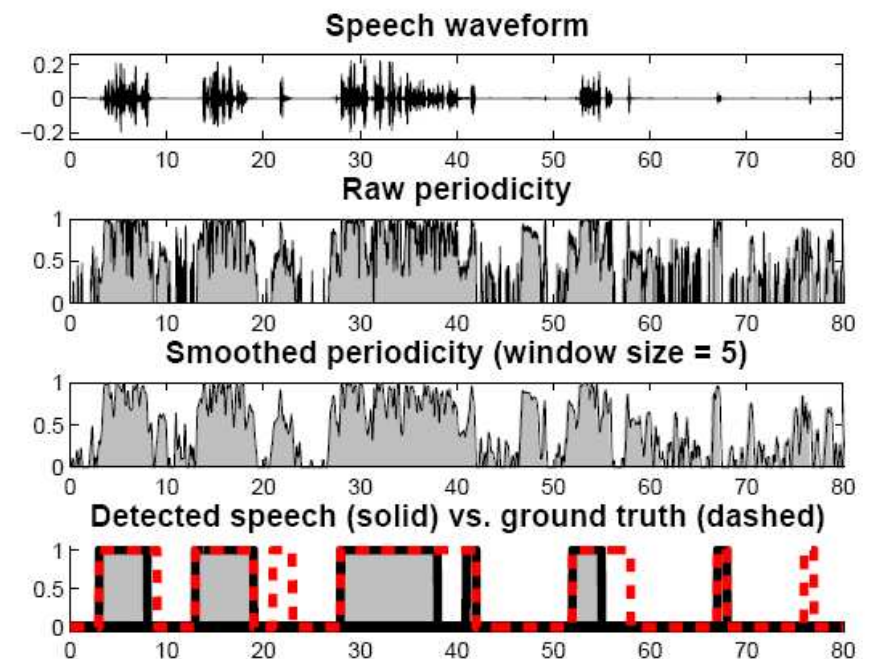 Speech waveform
0.2
0
−0.2
0 10 20 30 40 50 60 70 80
Raw periodicity
1
0.5
0
0 10 20 30 40 50 60 70 80
Smoothed periodicity (window size = 5)
1
0.5
0
0 10 20 30 40 50 60 70 80
Detected speech (solid) vs. ground truth (dashed)
1
0.5
0
0 10 20 30 40 50 60 70 80